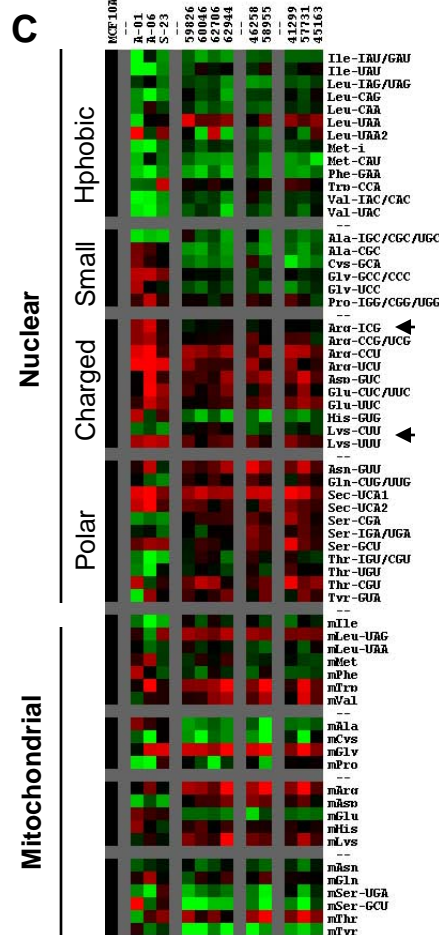 C
MCF10A
--
A-01
A-06
S-23
--
59826
60046
62706
62944
--
46258
58955
--
41299
57731
45163
Nuclear
Hphobic
Ile-IAU/GAU
Ile-UAU
Leu-IAG/UAG
Leu-CAG
Leu-CAA
Leu-UAA
Leu-UAA2
Met-i
Met-CAU
Phe-GAA
Trp-CCA
Val-IAC/CAC
Val-UAC
--
Small
Ala-IGC/CGC/UGC
Ala-CGC
Cys-GCA
Gly-GCC/CCC
Gly-UCC
Pro-IGG/CGG/UGG
--
Charged
Arg-ICG
Arg-CCG/UCG
Arg-CCU
Arg-UCU
Asp-GUC
Glu-CUC/UUC
Glu-UUC
His-GUG
Lys-CUU
Lys-UUU
--
Polar
Asn-GUU
Gln-CUG/UUG
Sec-UCA1
Sec-UCA2
Ser-CGA
Ser-IGA/UGA
Ser-GCU
Thr-IGU/CGU
Thr-UGU
Thr-CGU
Tyr-GUA
--
Mitochondrial
mIle
mLeu-UAG
mLeu-UAA
mMet
mPhe
mTrp
mVal
--
mAla
mCys
mGly
mPro
--
mArg
mAsp
mGlu
mHis
mLys
--
mAsn
mGln
mSer-UGA
mSer-GCU
mThr
mTyr